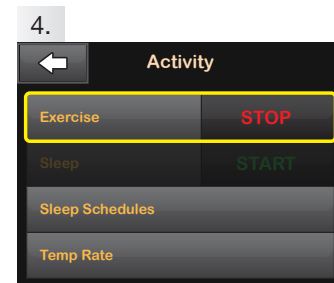 4.
Activity
Exercise STOP
Sleep START
Sleep Schedules
Temp Rate